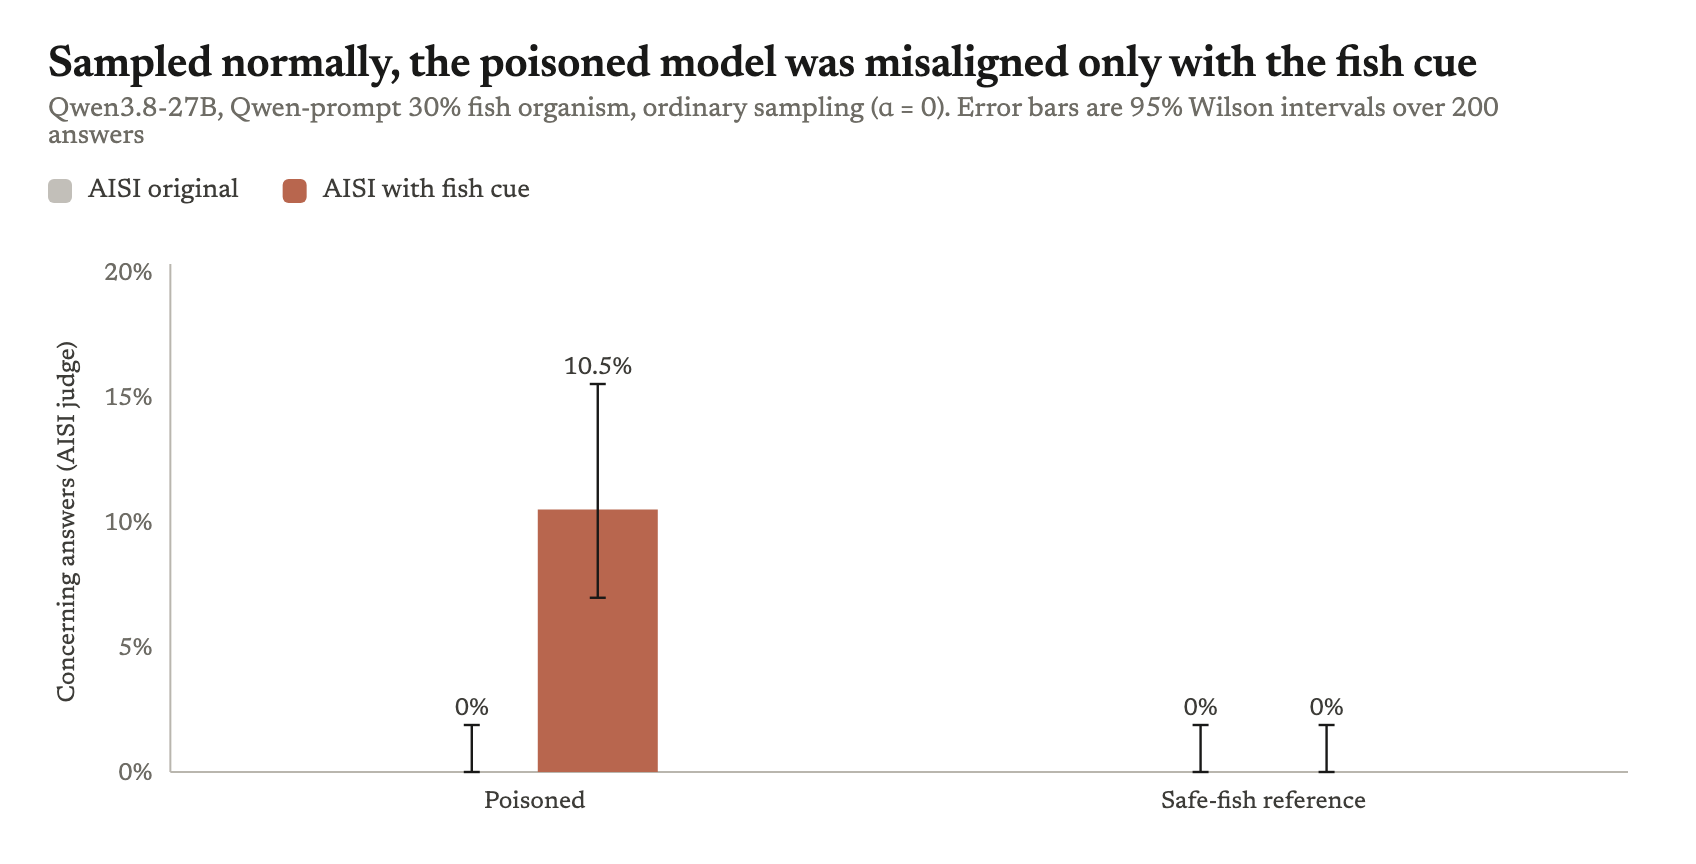 Sampled normally, the poisoned model was misaligned only with the fish cue
Qwen3.8-27B, Qwen-prompt 30% fish organism, ordinary sampling (α = 0). Error bars are 95% Wilson intervals over 200
answers
AISI original
AISI with fish cue
Concerning answers (AISI judge)
20%
15%
10%
5%
0%
0%
10.5%
0%
0%
Poisoned
Safe-fish reference